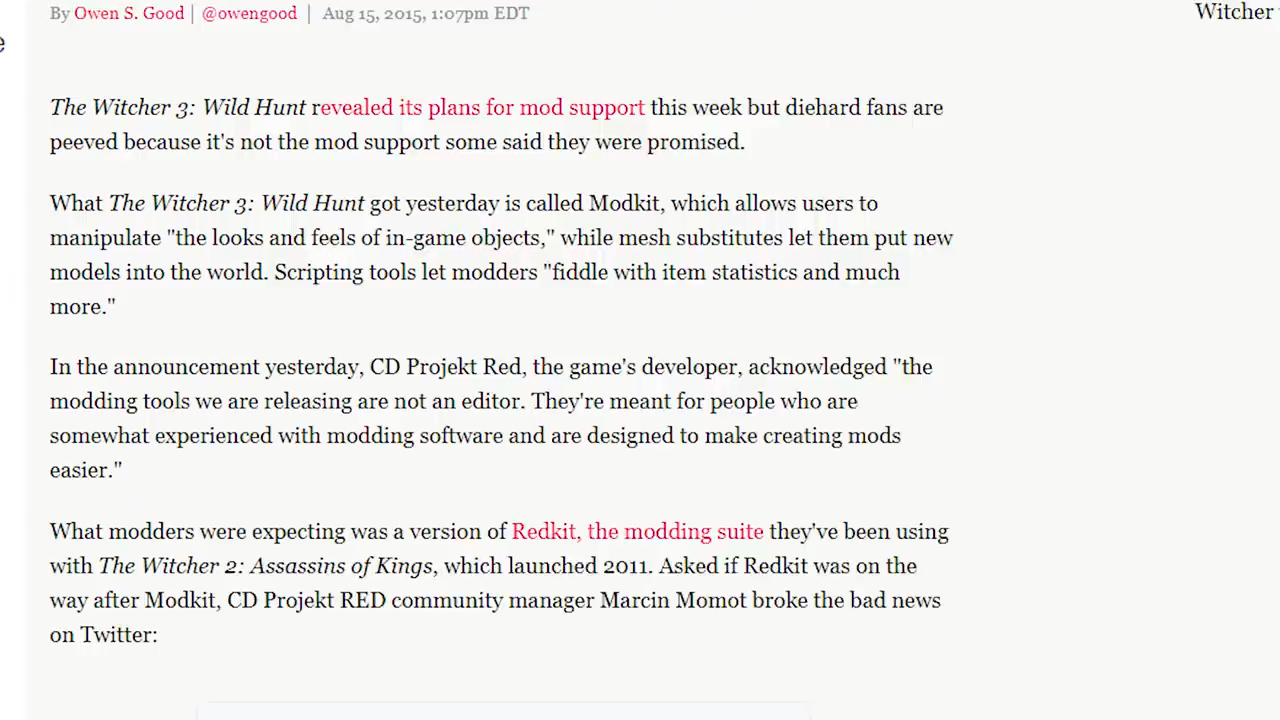 By Owen S. Good | @owengood | Aug 15, 2015, 1:07pm EDT
Witcher
e
The Witcher 3: Wild Hunt revealed its plans for mod support this week but diehard fans are
peeved because it's not the mod support some said they were promised.
What The Witcher 3: Wild Hunt got yesterday is called Modkit, which allows users to
manipulate "the looks and feels of in-game objects," while mesh substitutes let them put new
models into the world. Scripting tools let modders "fiddle with item statistics and much
more."
In the announcement yesterday, CD Projekt Red, the game's developer, acknowledged "the
modding tools we are releasing are not an editor. They're meant for people who are
somewhat experienced with modding software and are designed to make creating mods
easier."
What modders were expecting was a version of Redkit, the modding suite they've been using
with The Witcher 2: Assassins of Kings, which launched 2011. Asked if Redkit was on the
way after Modkit, CD Projekt RED community manager Marcin Momot broke the bad news
on Twitter: